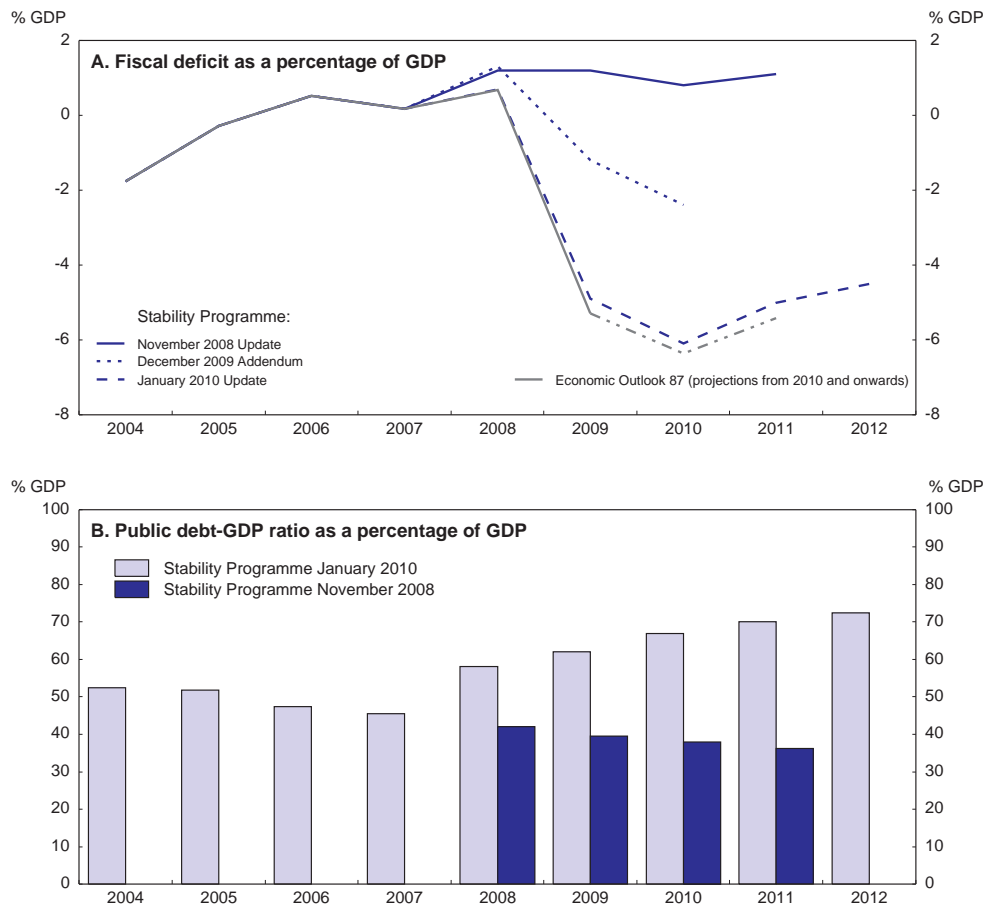 % GDP % GDP
2 2
A. Fiscal deficit as a percentage of GDP
0 0
-2 -2
-4 -4
Stability Programme:
-6 -6
November 2008 Update
December 2009 Addendum
January 2010 Update Economic Outlook 87 (projections from 2010 and onwards)
-8 -8
2004 2005 2006 2007 2008 2009 2010 2011 2012
% GDP % GDP
100 100
B. Public debt-GDP ratio as a percentage of GDP
90 90
Stability Programme January 2010
80 80
Stability Programme November 2008
70 70
60 60
50 50
40 40
30 30
20 20
10 10
0 0
2004 2005 2006 2007 2008 2009 2010 2011 2012